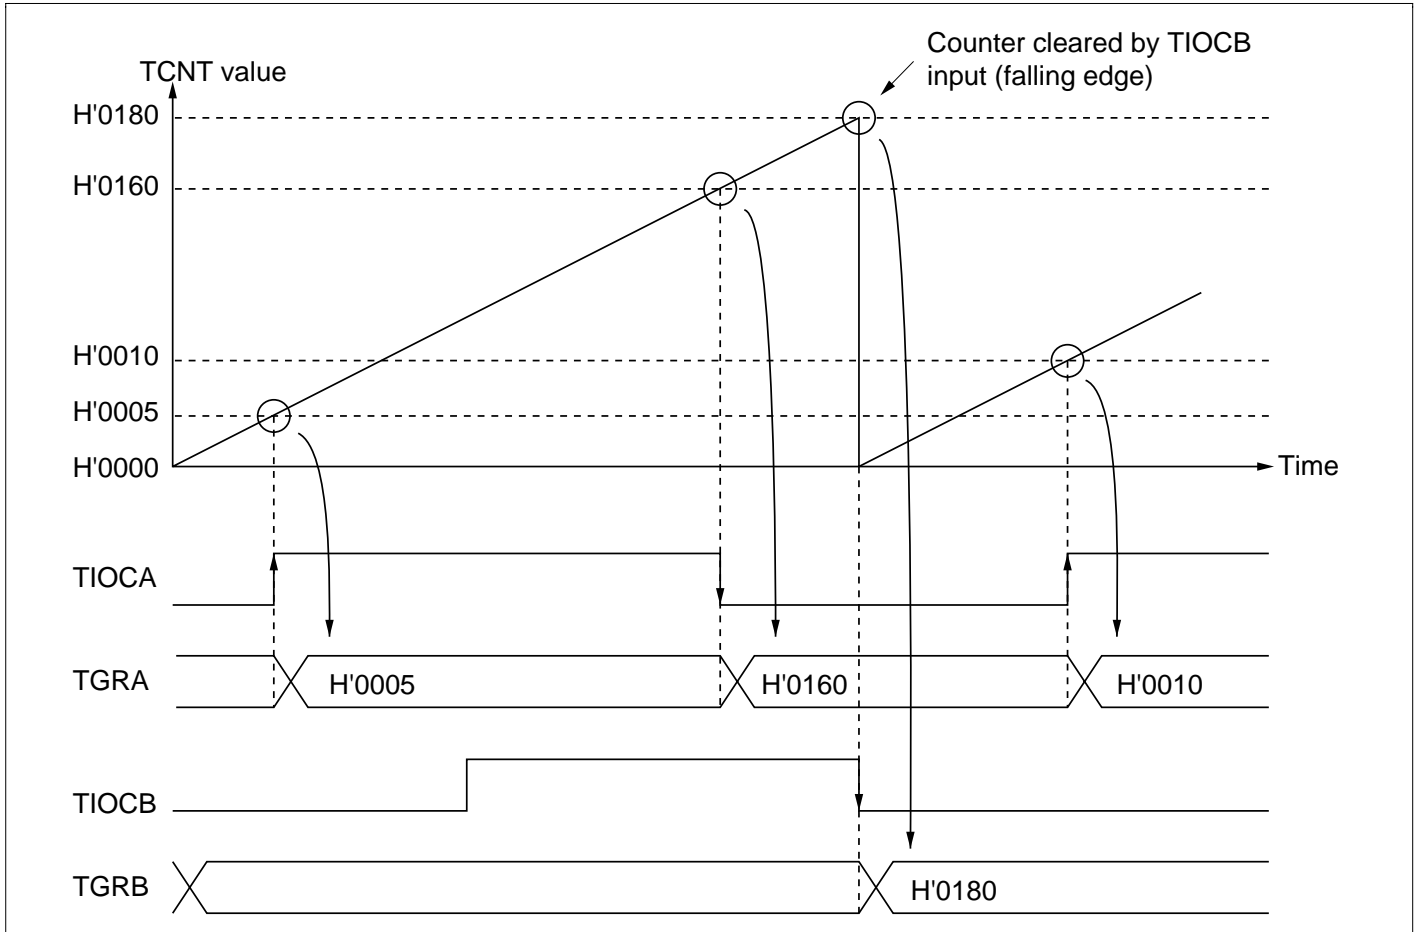 Counter cleared by TIOCB
input (falling edge)
TCNT value
H'0180
H'0160
H'0010
H'0005
H'0000
Time
TIOCA
TGRA
H'0005
H'0160
H'0010
TIOCB
TGRB
H'0180